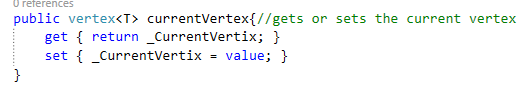 0 references
public vertex<T> currentVertex{//gets or sets the current vertex
get { return _CurrentVertix; }
set { _CurrentVertix = value; }
}